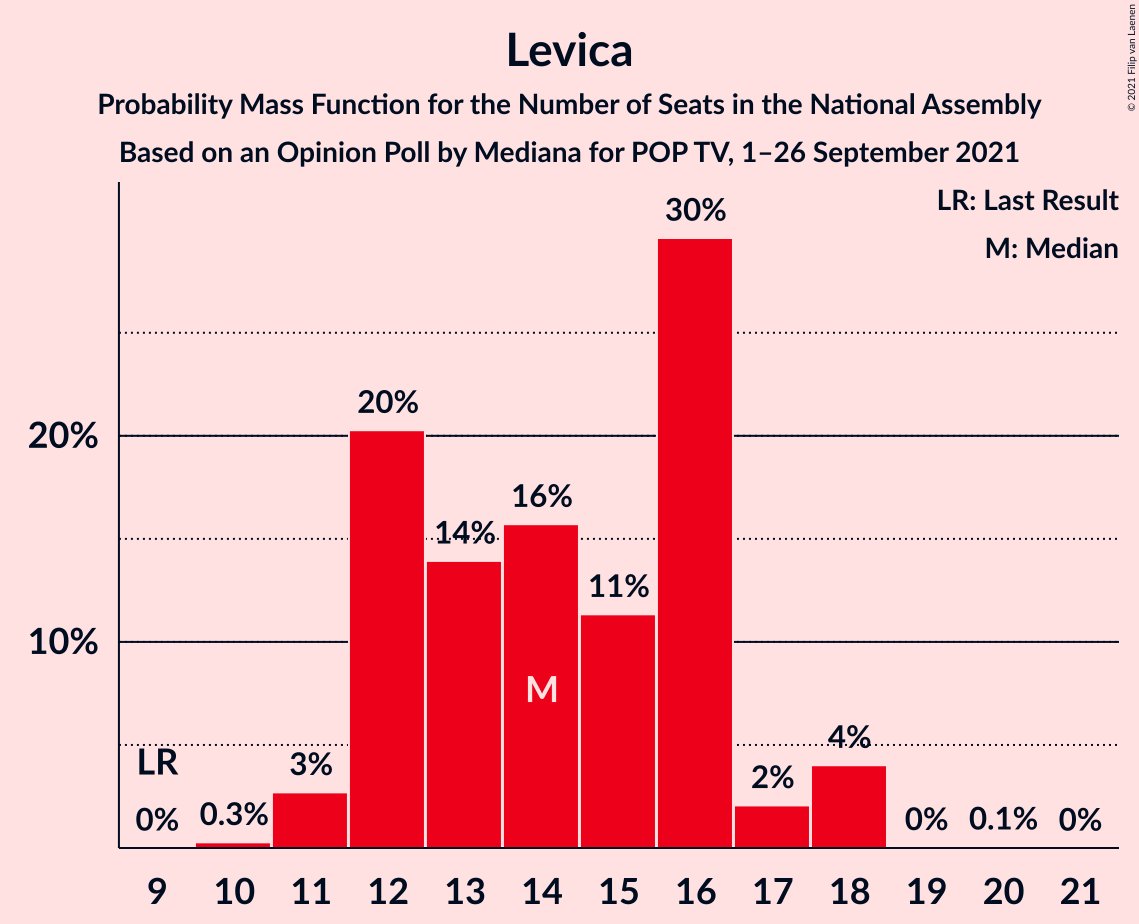 Levica
Probability Mass Function for the Number of Seats in the National Assembly
Based on an Opinion Poll by Mediana for POP TV, 1–26 September 2021
© 2021 Filip van Laenen
LR: Last Result
M: Median
30%
20%
16%
14%
11%
20%
10%
M
LR
0%
0.3%
3%
2%
4%
0%
0.1%
0%
9 10 11 12 13 14 15 16 17 18 19 20 21